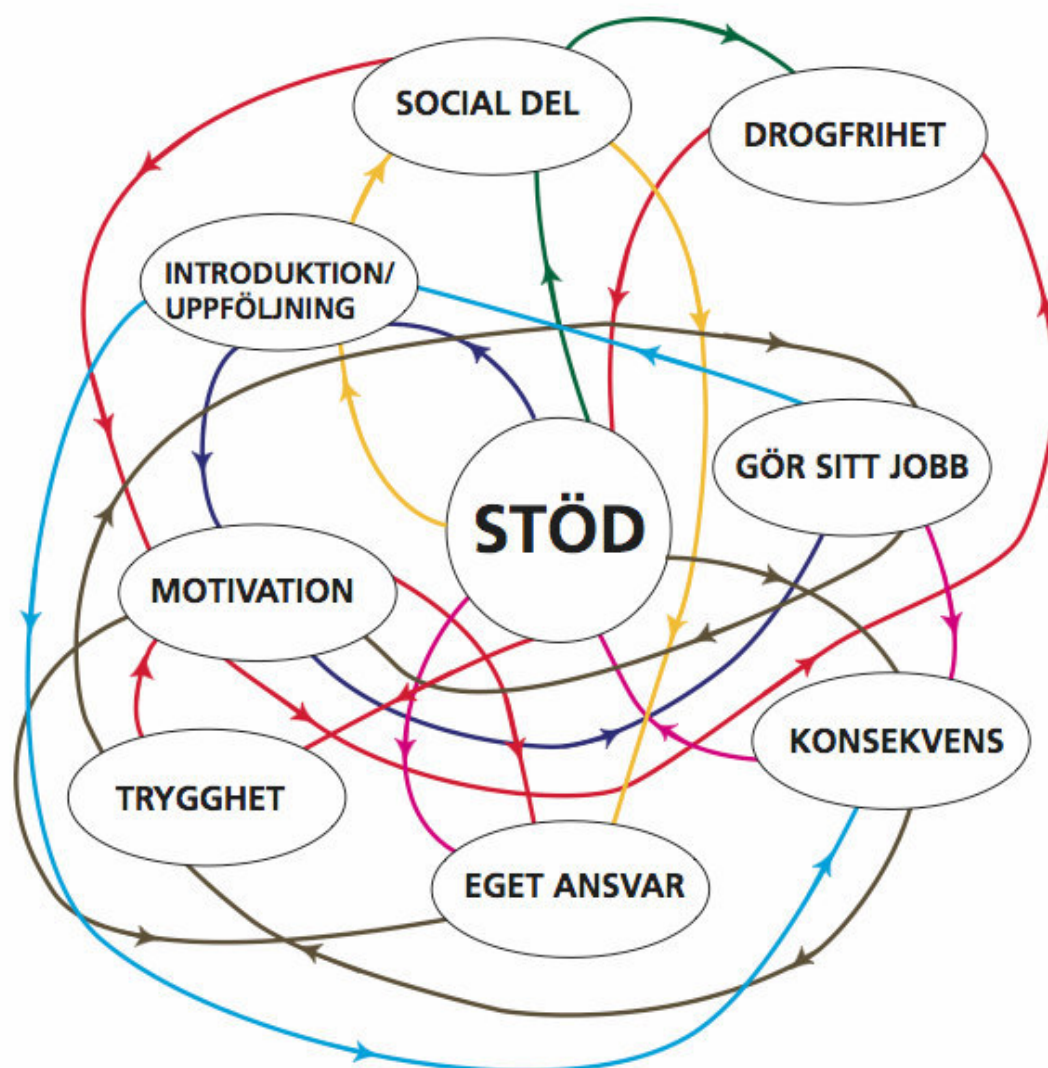 SOCIAL DEL
DROGFRIHET
INTRODUKTION/
UPPFÖLJNING
GÖR SITT JOBB
STÖD
MOTIVATION
KONSEKVENS
TRYGGHET
EGET ANSVAR